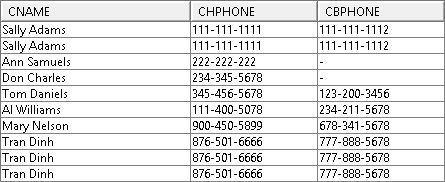 CNAME CHPHONE CBPHONE
Sally Adams 111-111-1111 111-111-1112
Sally Adams 111-111-1111 111-111-1112
Ann Samuels 222-222-222 -
Don Charles 234-345-5678 -
Tom Daniels 345-456-5678 123-200-3456
Al Williams 111-400-5078 234-211-5678
Mary Nelson 900-450-5899 678-341-5678
Tran Dinh 876-501-6666 777-888-5678
Tran Dinh 876-501-6666 777-888-5678
Tran Dinh 876-501-6666 777-888-5678